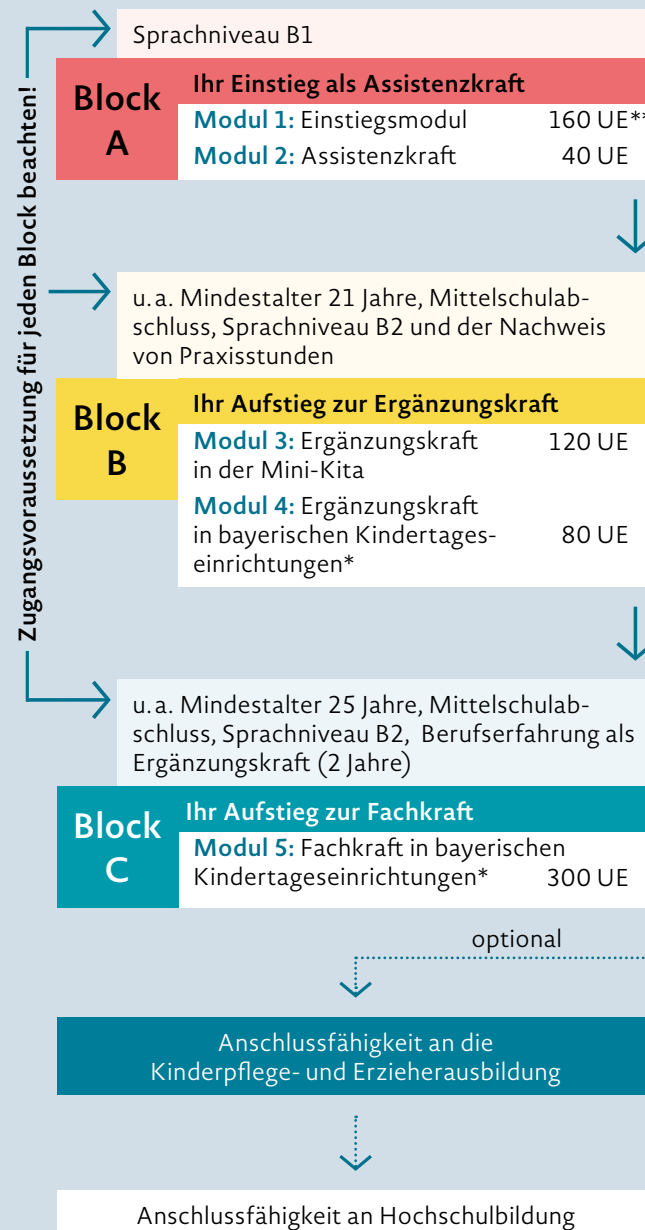 Zugangsvoraussetzung für jeden Block beachten!
Sprachniveau B1
Block
A
Ihr Einstieg als Assistenzkraft
Modul 1: Einstiegsmodul 160 UE**
Modul 2: Assistenzkraft 40 UE
u.a. Mindestalter 21 Jahre, Mittelschulab-
schluss, Sprachniveau B2 und der Nachweis
von Praxisstunden
Block
B
Ihr Aufstieg zur Ergänzungskraft
Modul 3: Ergänzungskraft 120 UE
in der Mini-Kita
Modul 4: Ergänzungskraft
in bayerischen Kindertages- 80 UE
einrichtungen*
u.a. Mindestalter 25 Jahre, Mittelschulab-
schluss, Sprachniveau B2, Berufserfahrung als
Ergänzungskraft (2 Jahre)
Block
C
Ihr Aufstieg zur Fachkraft
Modul 5: Fachkraft in bayerischen
Kindertageseinrichtungen* 300 UE
optional
Anschlussfähigkeit an die
Kinderpflege- und Erzieherausbildung
Anschlussfähigkeit an Hochschulbildung